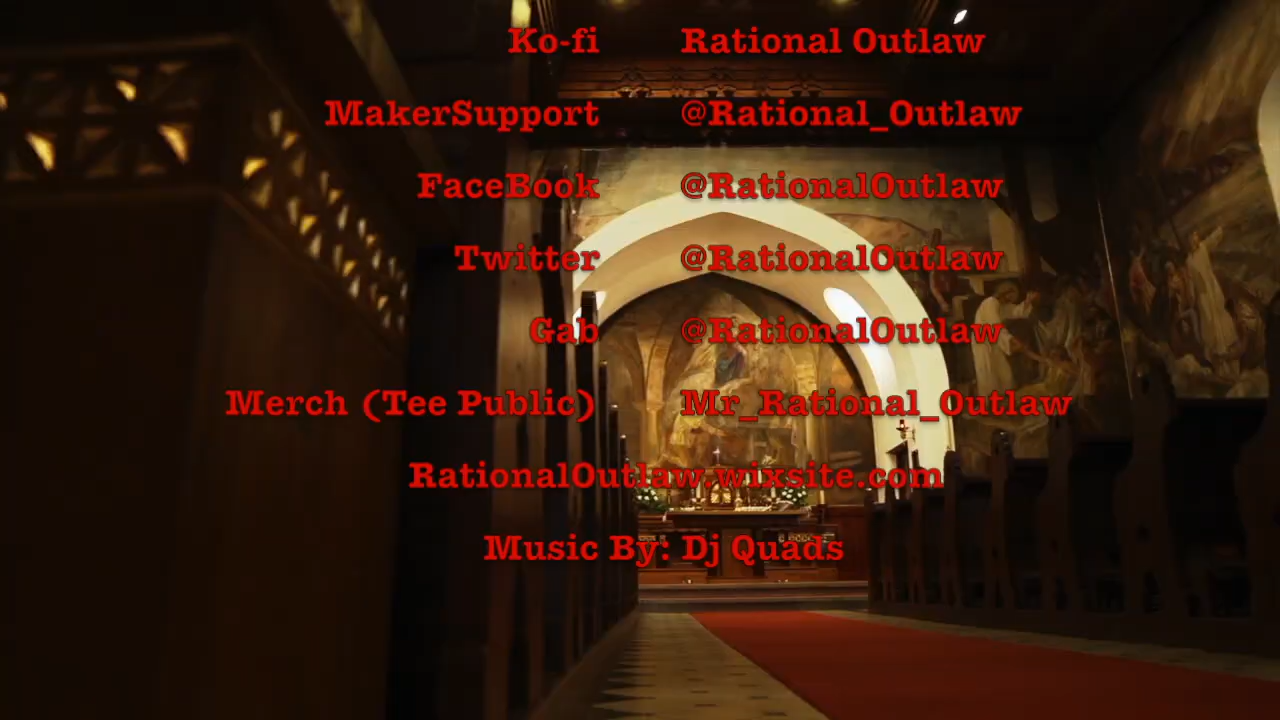 Ko-fi Rational Outlaw
MakerSupport @Rational_Outlaw
FaceBook @RationalOutlaw
Twitter @RationalOutlaw
Gab @RationalOutlaw
Merch (Tee Public) Mr_Rational_Outlaw
RationalOutlaw.wixsite.com
Music By: Dj Quads